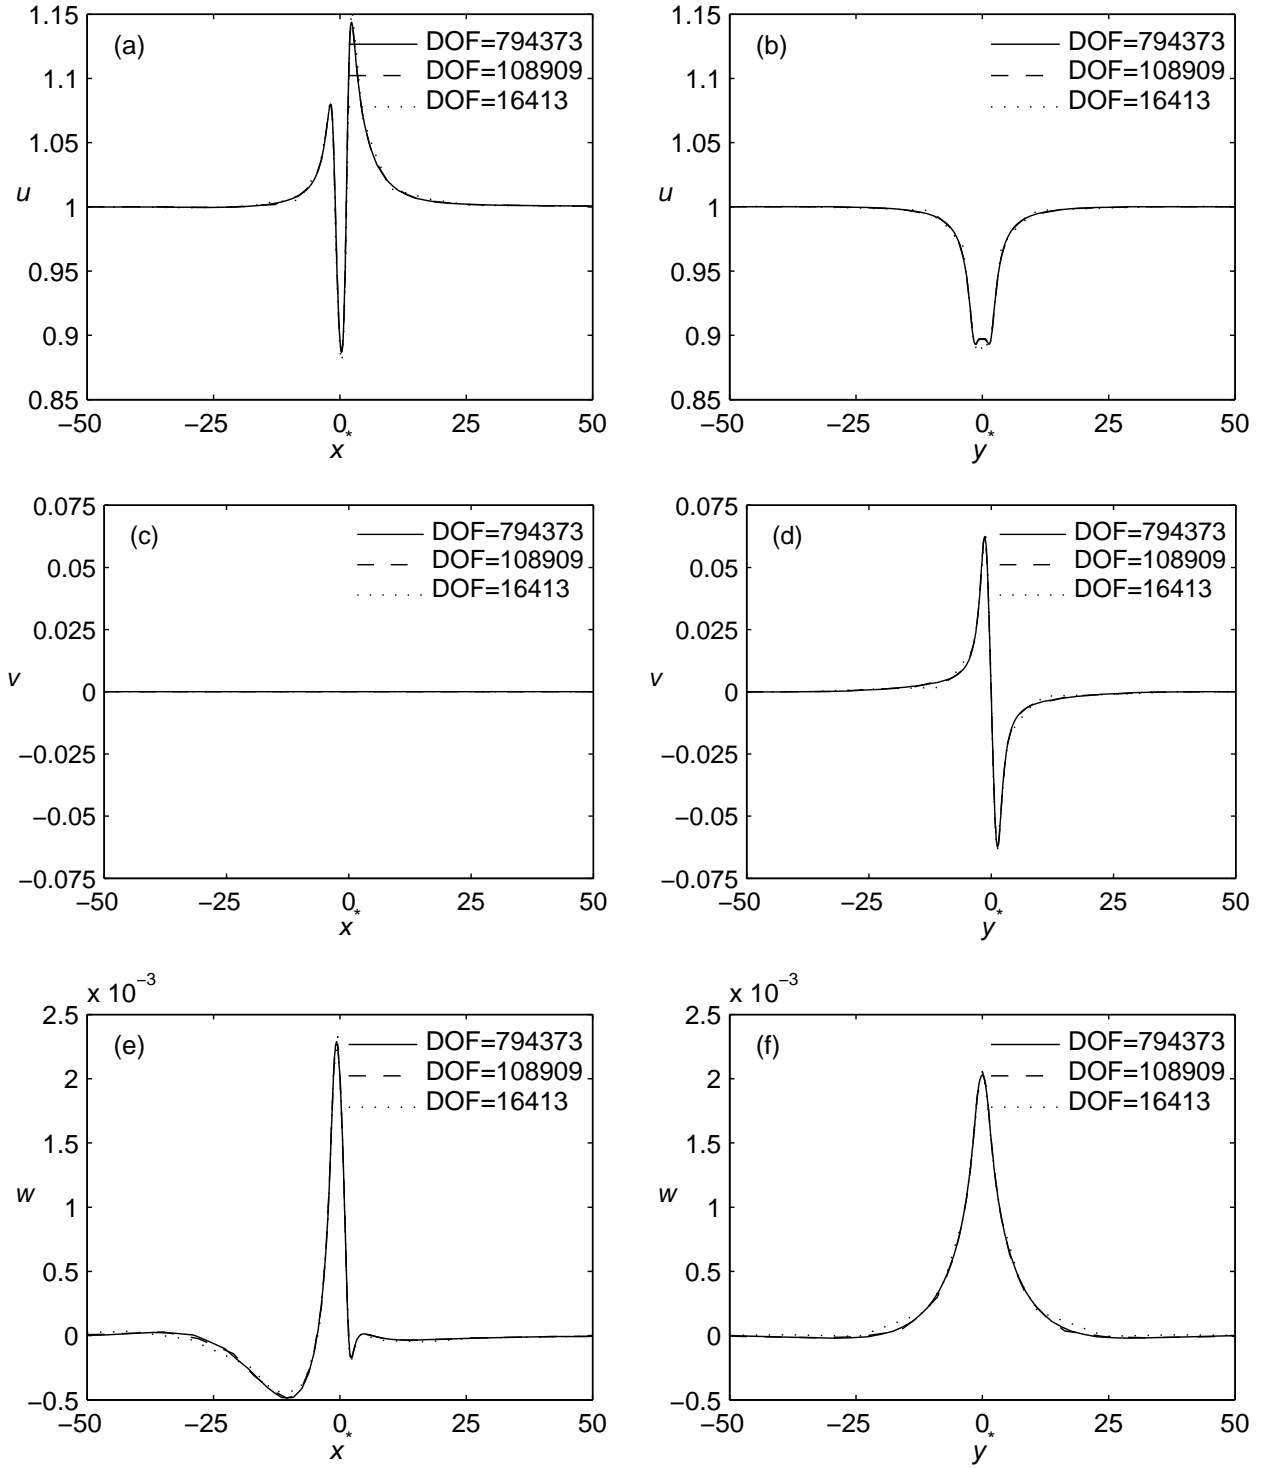 1.15
1.1
1.05
1
0.95
0.9
0.85
u
(a)
DOF=794373
DOF=108909
DOF=16413
−50
−25
0
25
50
x*
1.15
1.1
1.05
1
0.95
0.9
0.85
u
(b)
DOF=794373
DOF=108909
DOF=16413
−50
−25
0
25
50
y*
0.075
0.05
0.025
0
−0.025
−0.05
−0.075
v
(c)
DOF=794373
DOF=108909
DOF=16413
−50
−25
0
25
50
x*
0.075
0.05
0.025
0
−0.025
−0.05
−0.075
v
(d)
DOF=794373
DOF=108909
DOF=16413
−50
−25
0
25
50
y*
x 10−3
2.5
2
1.5
1
0.5
0
−0.5
w
(e)
DOF=794373
DOF=108909
DOF=16413
−50
−25
0
25
50
x*
x 10−3
2.5
2
1.5
1
0.5
0
−0.5
w
(f)
DOF=794373
DOF=108909
DOF=16413
−50
−25
0
25
50
y*